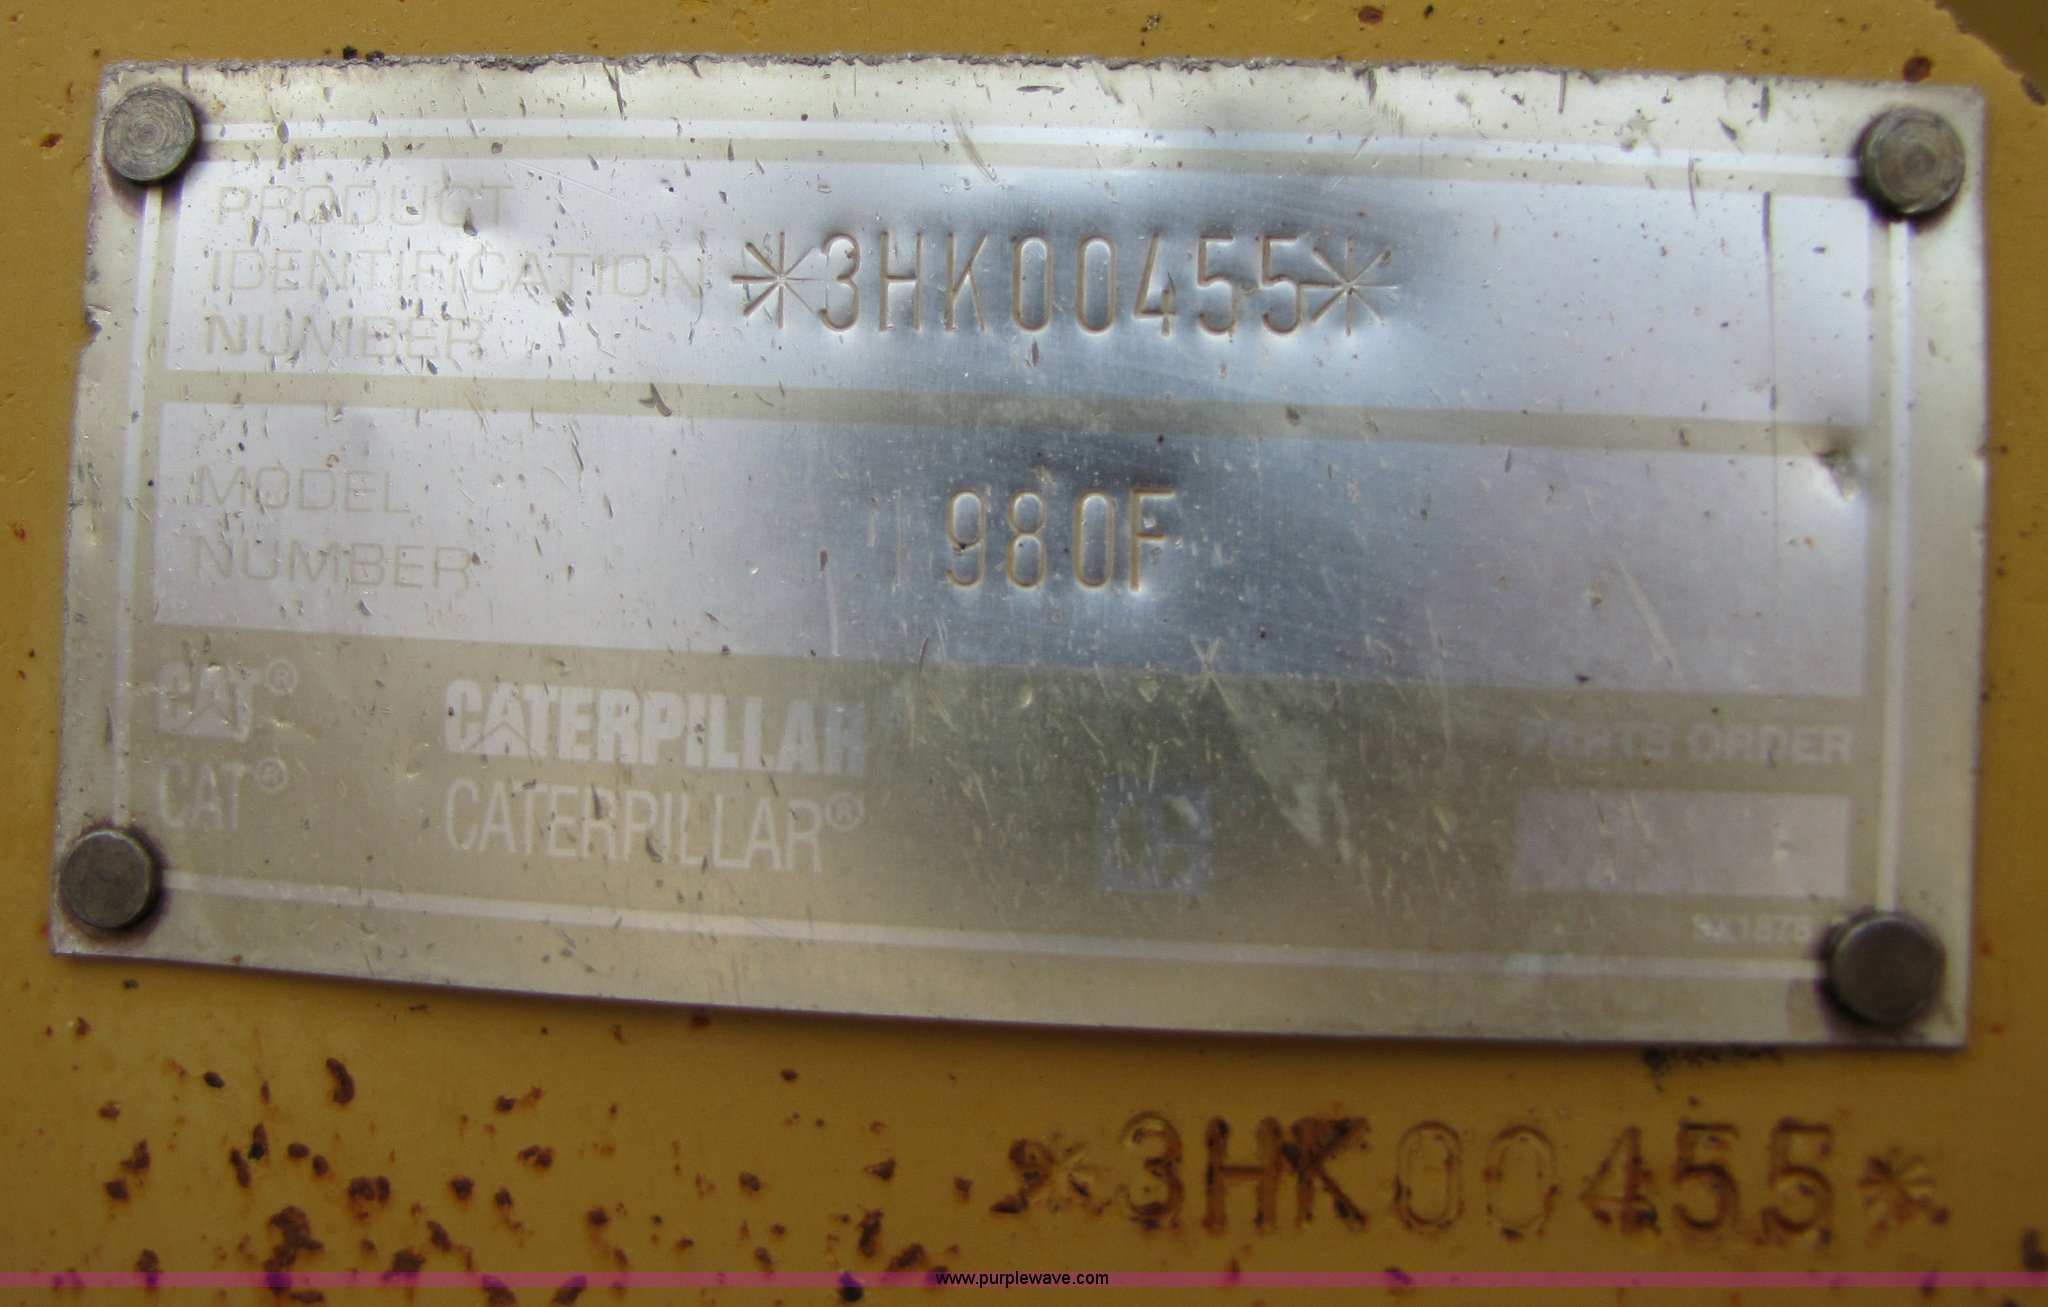 PRODUCT
IDENTIFICATION
NUMBER
*3HK00455*
MODEL
NUMBER
980F
CAT® CATERPILLAR
CAT® CATERPILLAR®
PARTS ORDER
*3HK00455*
www.purplewave.com